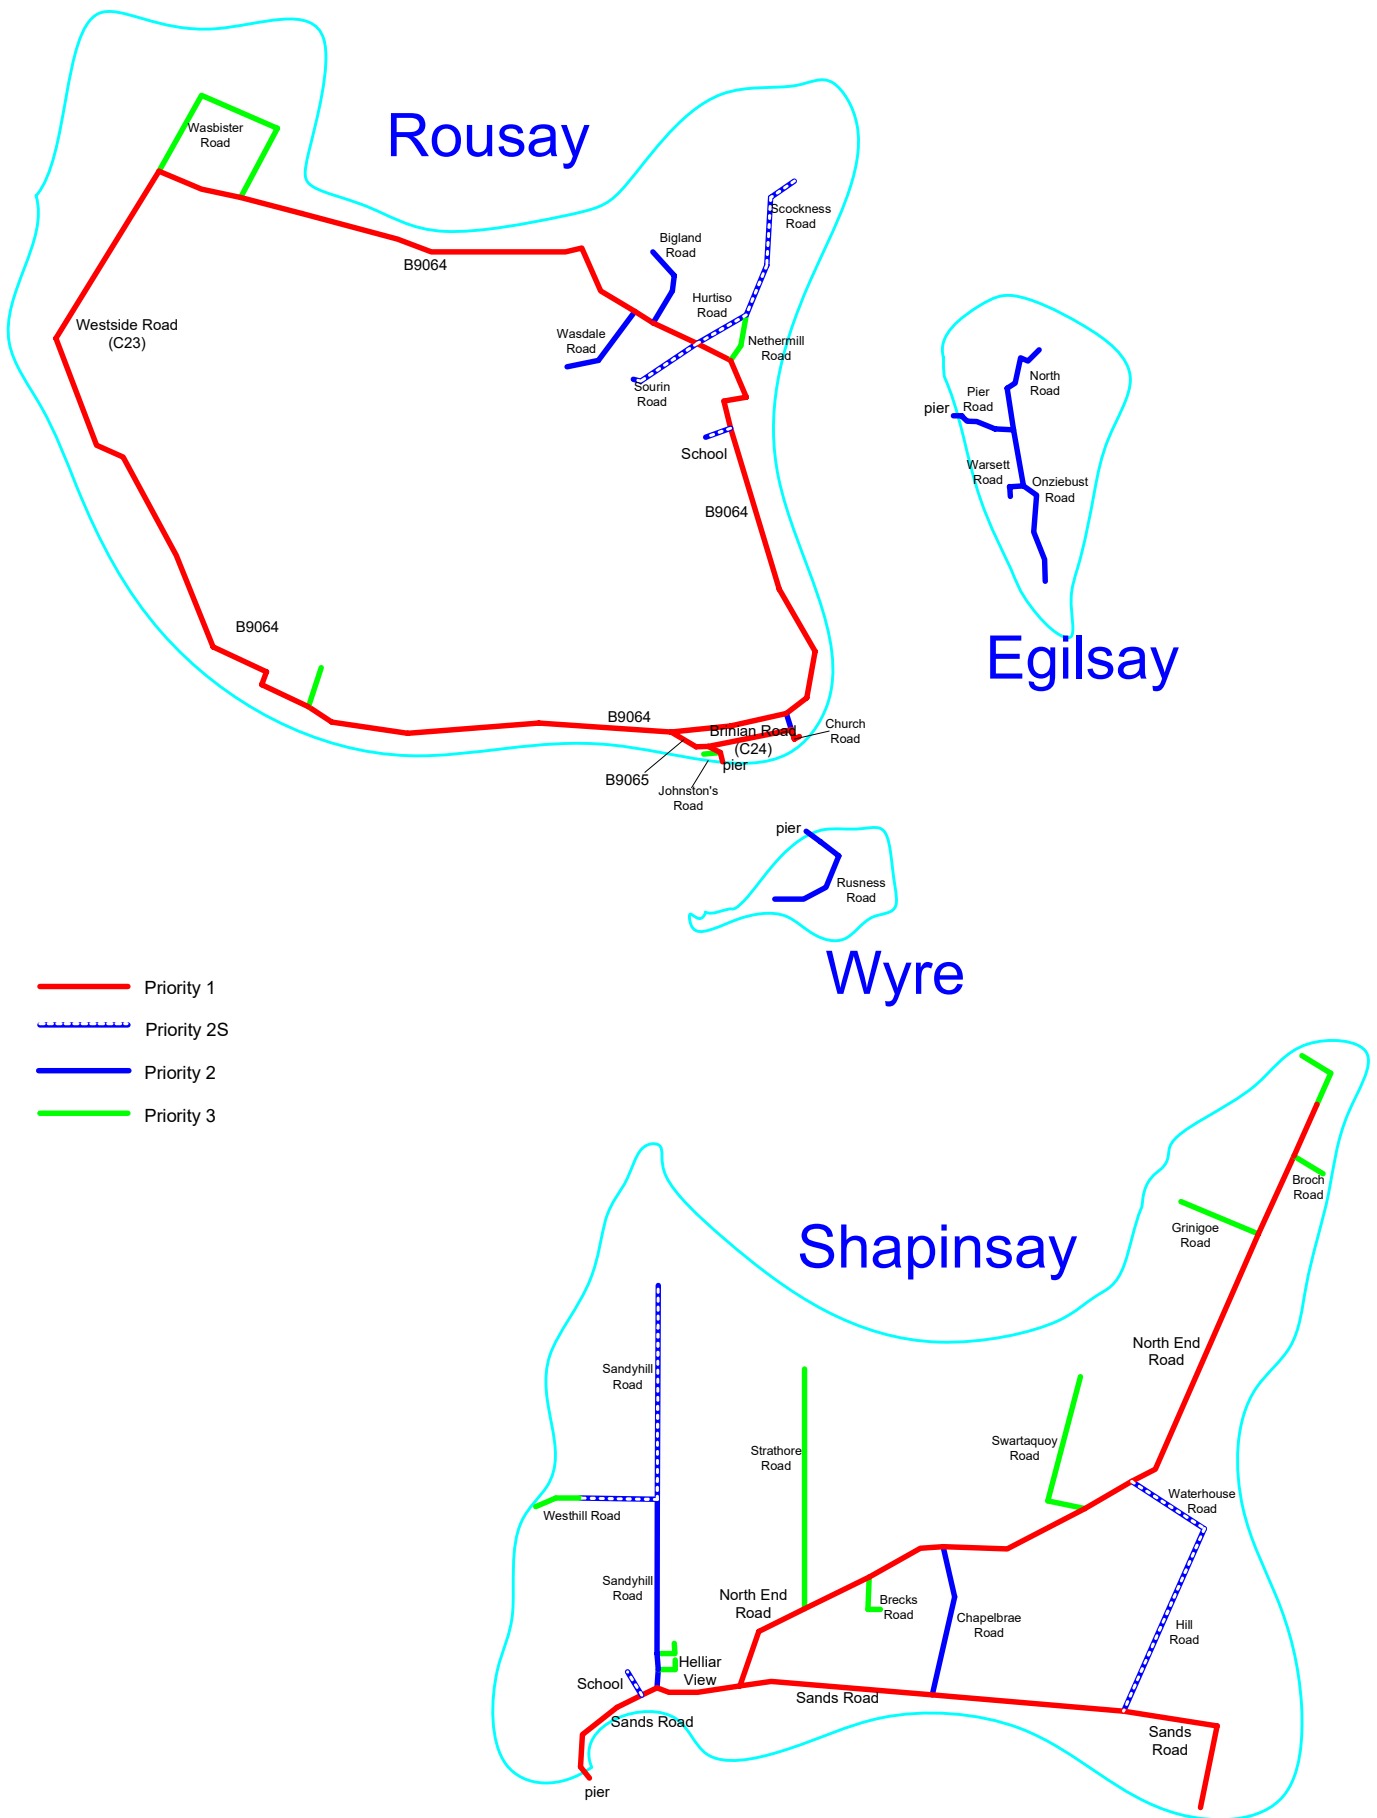 Rousay
Wasbister
Road
Scockness
Road
Bigland
Road
B9064
Hurtiso
Road
Westside Road
(C23)
Wasdale
Road
Nethermill
Road
Sourin
Road
School
B9064
North
Road
Pier
Road
pier
Warsett
Road
Onziebust
Road
Egilsay
B9064
B9064
Brinian Road
(C24)
Church
Road
pier
B9065
Johnston's
Road
pier
Rusness
Road
Wyre
Priority 1
Priority 2S
Priority 2
Priority 3
Shapinsay
Broch
Road
Grinigoe
Road
North End
Road
Sandyhill
Road
Strathore
Road
Swartaquoy
Road
Waterhouse
Road
Westhill Road
Sandyhill
Road
North End
Road
Brecks
Road
Chapelbrae
Road
Hill
Road
Helliar
View
School
Sands Road
Sands Road
Sands
Road
pier